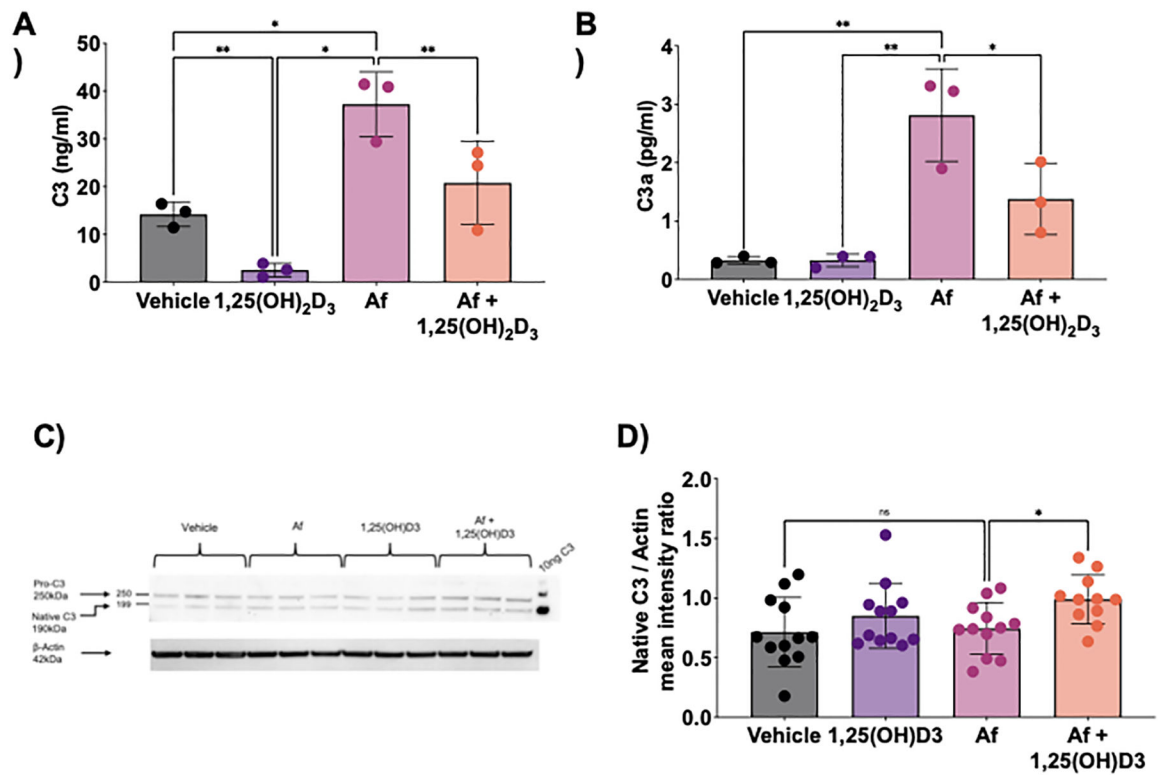 A
)
*
**
*
**
50
40
30
20
10
0
C3 (ng/ml)
Vehicle 1,25(OH)₂D₃ Af Af +
1,25(OH)₂D₃
B
)
**
**
*
4
3
2
1
0
C3a (pg/ml)
Vehicle 1,25(OH)₂D₃ Af Af +
1,25(OH)₂D₃
C)
Vehicle Af 1,25(OH)D3 Af +
1,25(OH)D3
10ng C3
Pro-C3
250kDa
250
199
Native C3
190kDa
β-Actin
42kDa
D)
2.0
1.5
1.0
0.5
0.0
Native C3 / Actin
mean intensity ratio
ns
*
Vehicle 1,25(OH)D3 Af Af +
1,25(OH)D3